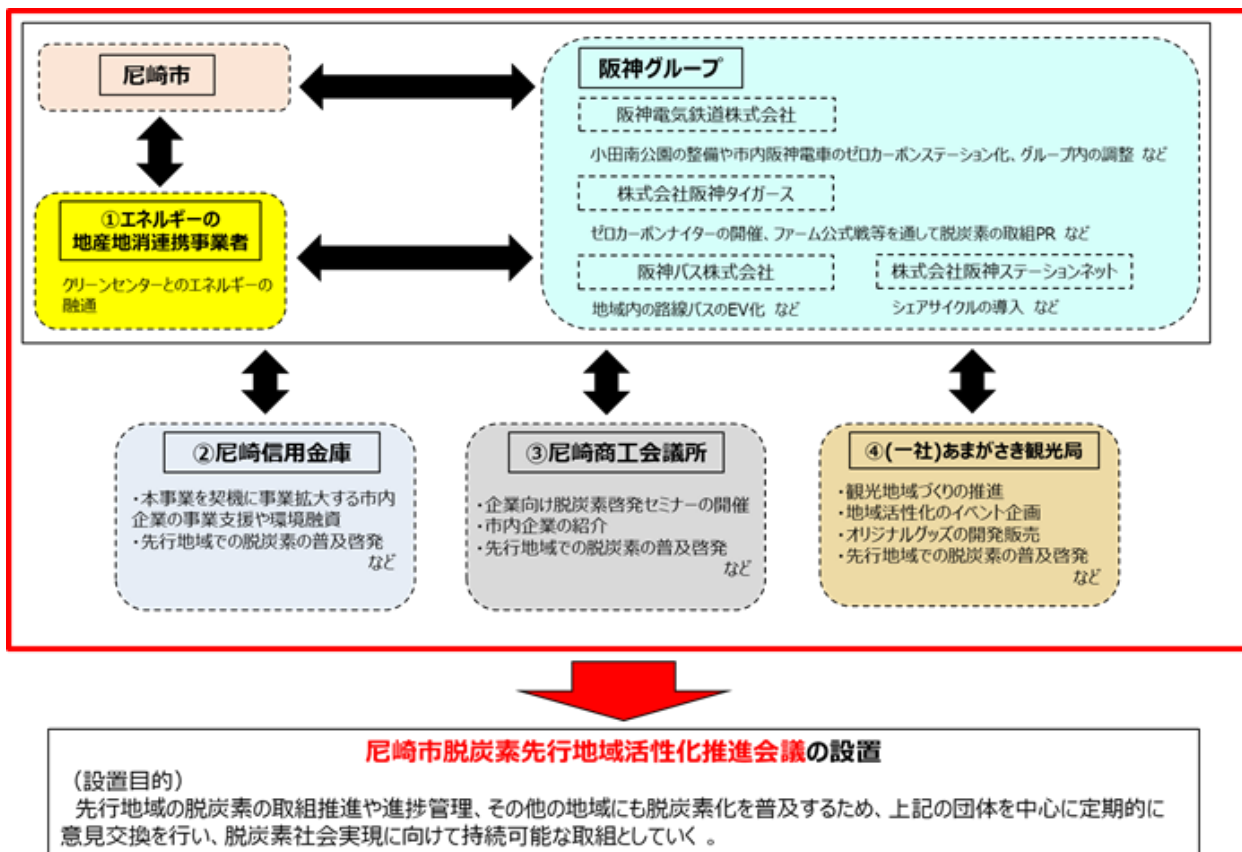 尼崎市
阪神グループ
阪神電気鉄道株式会社
小田南公園の整備や市内阪神電車のゼロカーボンステーション化、グループ内の調整 など
株式会社阪神タイガース
ゼロカーボンナイターの開催、ファーム公式戦等を通して脱炭素の取組PR など
阪神バス株式会社
地域内の路線バスのEV化 など
株式会社阪神ステーションネット
シェアサイクルの導入 など
①エネルギーの
地産地消連携事業者
クリーンセンターとのエネルギーの
融通
②尼崎信用金庫
・本事業を契機に事業拡大する市内
企業の事業支援や環境融資
・先行地域での脱炭素の普及啓発
など
③尼崎商工会議所
・企業向け脱炭素啓発セミナーの開催
・市内企業の紹介
・先行地域での脱炭素の普及啓発
など
④(一社)あまがさき観光局
・観光地域づくりの推進
・地域活性化のイベント企画
・オリジナルグッズの開発販売
・先行地域での脱炭素の普及啓発
など
尼崎市脱炭素先行地域活性化推進会議の設置
（設置目的）
先行地域の脱炭素の取組推進や進捗管理、その他の地域にも脱炭素化を普及するため、上記の団体を中心に定期的に
意見交換を行い、脱炭素社会実現に向けて持続可能な取組としていく 。